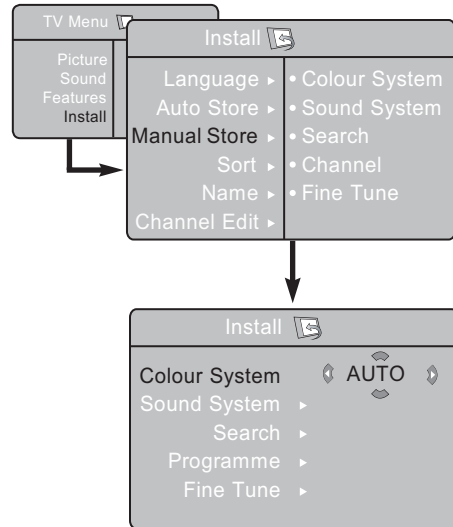 TV Menu
Picture
Sound
Features
Install
Install
Language
Auto Store
Manual Store
Sort
Name
Channel Edit
• Colour System
• Sound System
• Search
• Channel
• Fine Tune
Install
Colour System
AUTO
Sound System
Search
Programme
Fine Tune